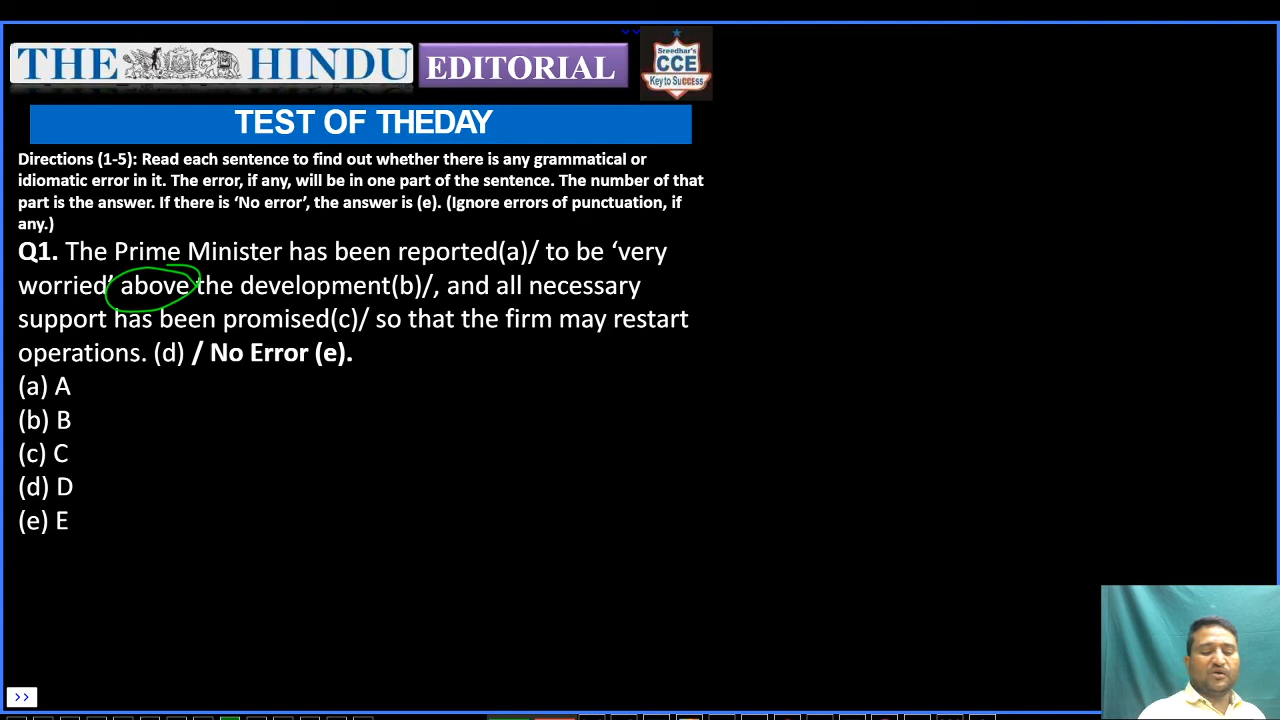 THE HINDU EDITORIAL
Sreedhar's
CCE
Key to Success
TEST OF THEDAY
Directions (1-5): Read each sentence to find out whether there is any grammatical or
idiomatic error in it. The error, if any, will be in one part of the sentence. The number of that
part is the answer. If there is ‘No error’, the answer is (e). (Ignore errors of punctuation, if
any.)
Q1. The Prime Minister has been reported(a)/ to be ‘very
worried’ above the development(b)/, and all necessary
support has been promised(c)/ so that the firm may restart
operations. (d) / No Error (e).
(a) A
(b) B
(c) C
(d) D
(e) E
>>